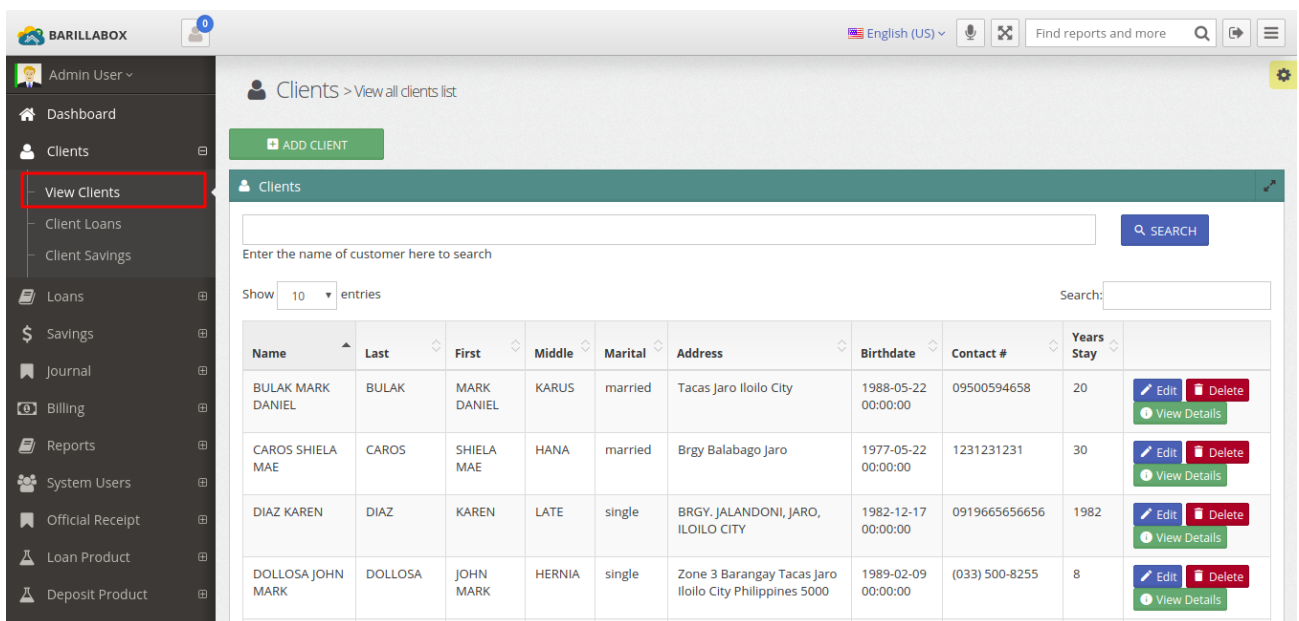 BARILLABOX
0
English (US)
Find reports and more
Admin User
Clients > View all clients list
Dashboard
ADD CLIENT
Clients
Clients
View Clients
Client Loans
SEARCH
Client Savings
Enter the name of customer here to search
Loans
Show 10 entries
Search:
Savings
Journal
Billing
Reports
System Users
Official Receipt
Loan Product
Deposit Product
Name Last First Middle Marital Address Birthdate Contact # Years
Stay
BULAK MARK BULAK MARK KARUS married Tacas Jaro Iloilo City 1988-05-22 09500594658 20 Edit Delete
DANIEL DANIEL 00:00:00 View Details
CAROS SHIELA CAROS SHIELA HANA married Brgy Balabago Jaro 1977-05-22 1231231231 30 Edit Delete
MAE MAE 00:00:00 View Details
DIAZ KAREN DIAZ KAREN LATE single BRGY. JALANDONI, JARO, 1982-12-17 0919665656656 1982 Edit Delete
ILOILO CITY 00:00:00 View Details
DOLLOSA JOHN DOLLOSA JOHN HERNIA single Zone 3 Barangay Tacas Jaro 1989-02-09 (033) 500-8255 8 Edit Delete
MARK MARK Iloilo City Philippines 5000 00:00:00 View Details